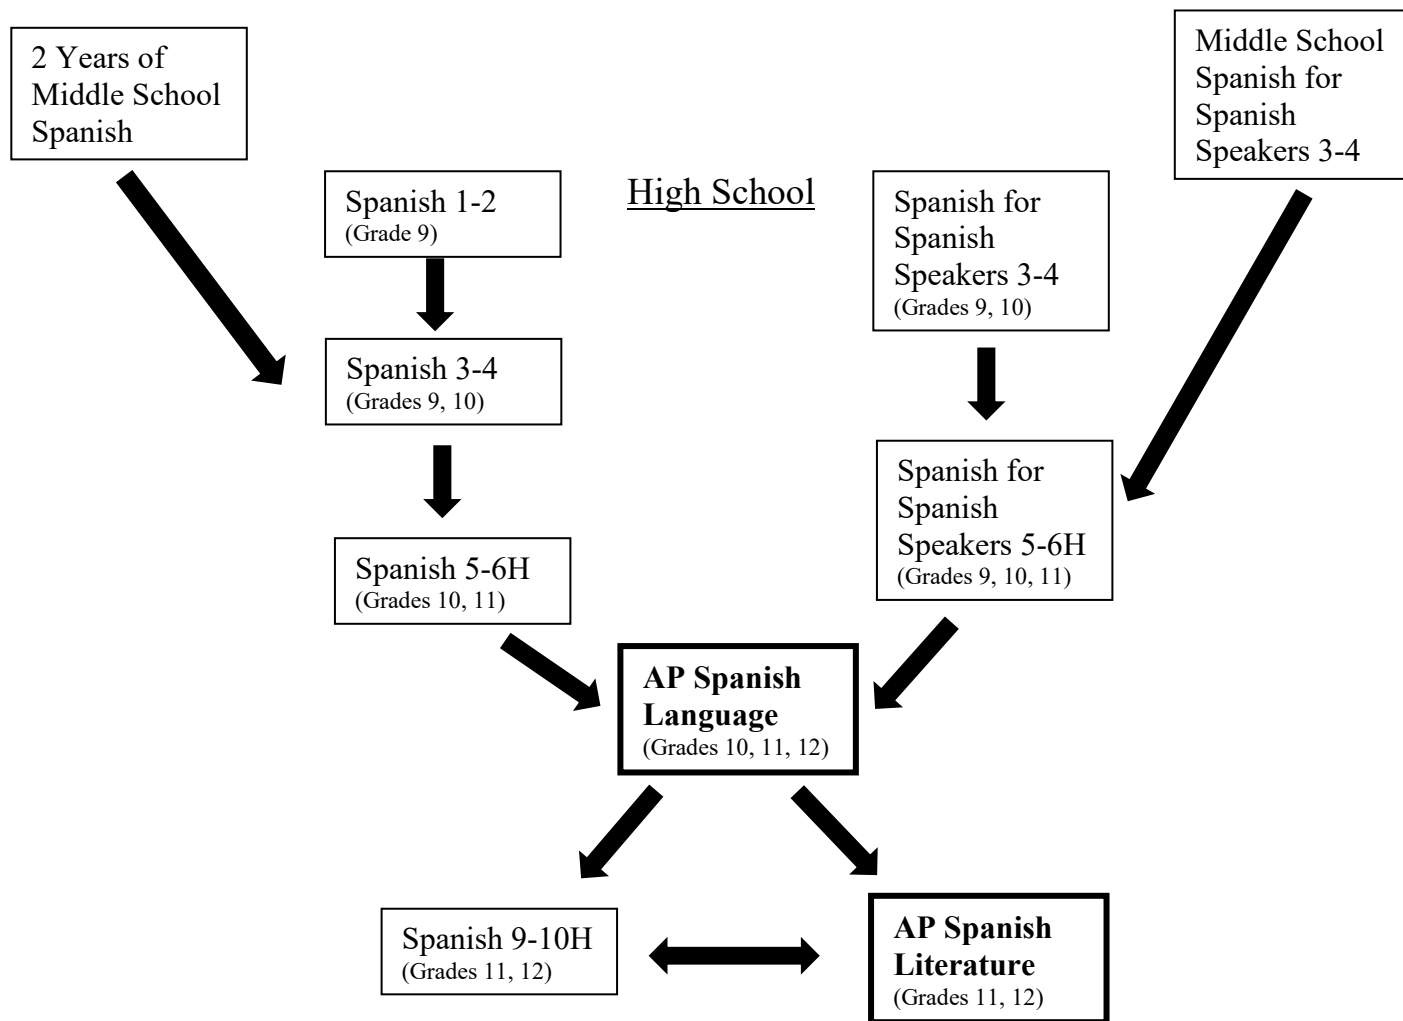 2 Years of
Middle School
Spanish
Middle School
Spanish for
Spanish
Speakers 3-4
High School
Spanish 1-2
(Grade 9)
Spanish for
Spanish
Speakers 3-4
(Grades 9, 10)
Spanish 3-4
(Grades 9, 10)
Spanish for
Spanish
Speakers 5-6H
(Grades 9, 10, 11)
Spanish 5-6H
(Grades 10, 11)
AP Spanish
Language
(Grades 10, 11, 12)
Spanish 9-10H
(Grades 11, 12)
AP Spanish
Literature
(Grades 11, 12)